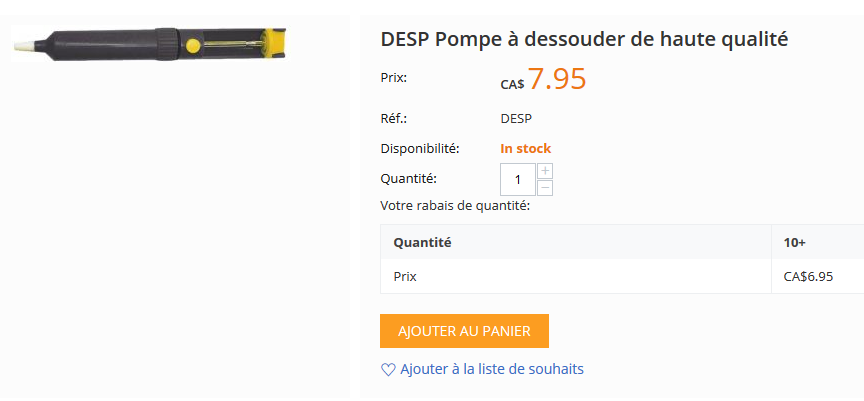 DESP Pompe à dessouder de haute qualité
Prix: CA$ 7.95
Réf.: DESP
Disponibilité: In stock
Quantité: 1 + −
Votre rabais de quantité:
Quantité 10+
Prix CA$6.95
AJOUTER AU PANIER
Ajouter à la liste de souhaits